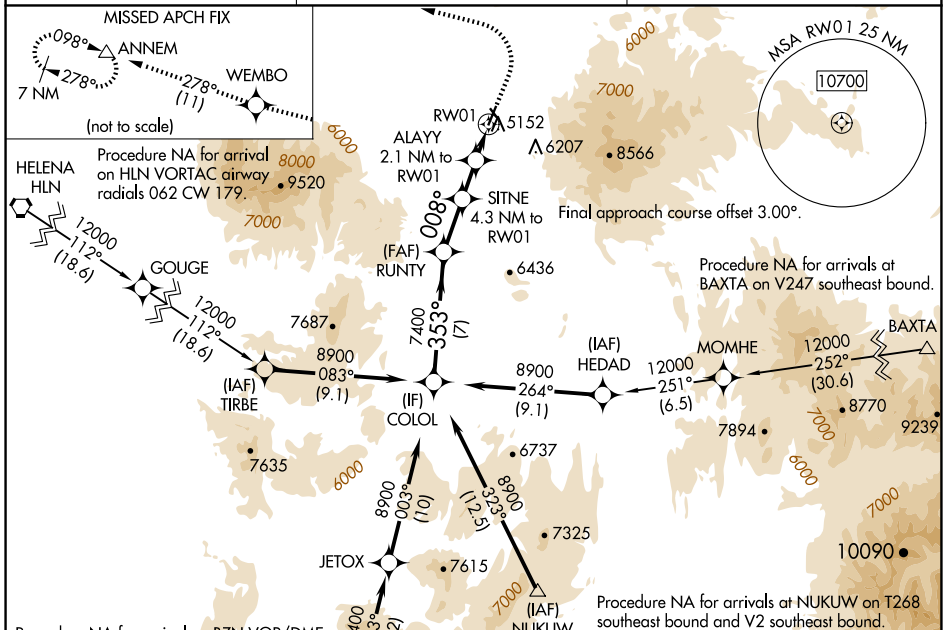 MISSED APCH FIX
098°
ANNEM
278°
7 NM
278°
(11)
WEMBO
(not to scale)
MSA RW01 25 NM
10700
6000
7000
8566
RW01
5152
6207
ALAYY
2.1 NM to
RW01
SITNE
4.3 NM to
RW01
Final approach course offset 3.00°.
008°
(FAF)
RUNTY
6436
Procedure NA for arrival
on HLN VORTAC airway
radials 062 CW 179.
6000
8000
9520
7000
HELENA
HLN
12000
112°
(18.6)
GOUGE
12000
112°
(18.6)
7687
(IAF)
TIRBE
8900
083°
(9.1)
7400
353°
(7)
(IF)
COLOL
Procedure NA for arrivals at
BAXTA on V247 southeast bound.
BAXTA
12000
252°
(30.6)
MOMHE
12000
251°
(6.5)
(IAF)
HEDAD
8900
264°
(9.1)
7894
8770
7000
9239
6000
7000
10090
7635
6000
6737
8900
323°
(12.5)
8900
003°
(10)
JETOX
7615
7325
7000
(IAF)
NUKUW
Procedure NA for arrivals at NUKUW on T268
southeast bound and V2 southeast bound.